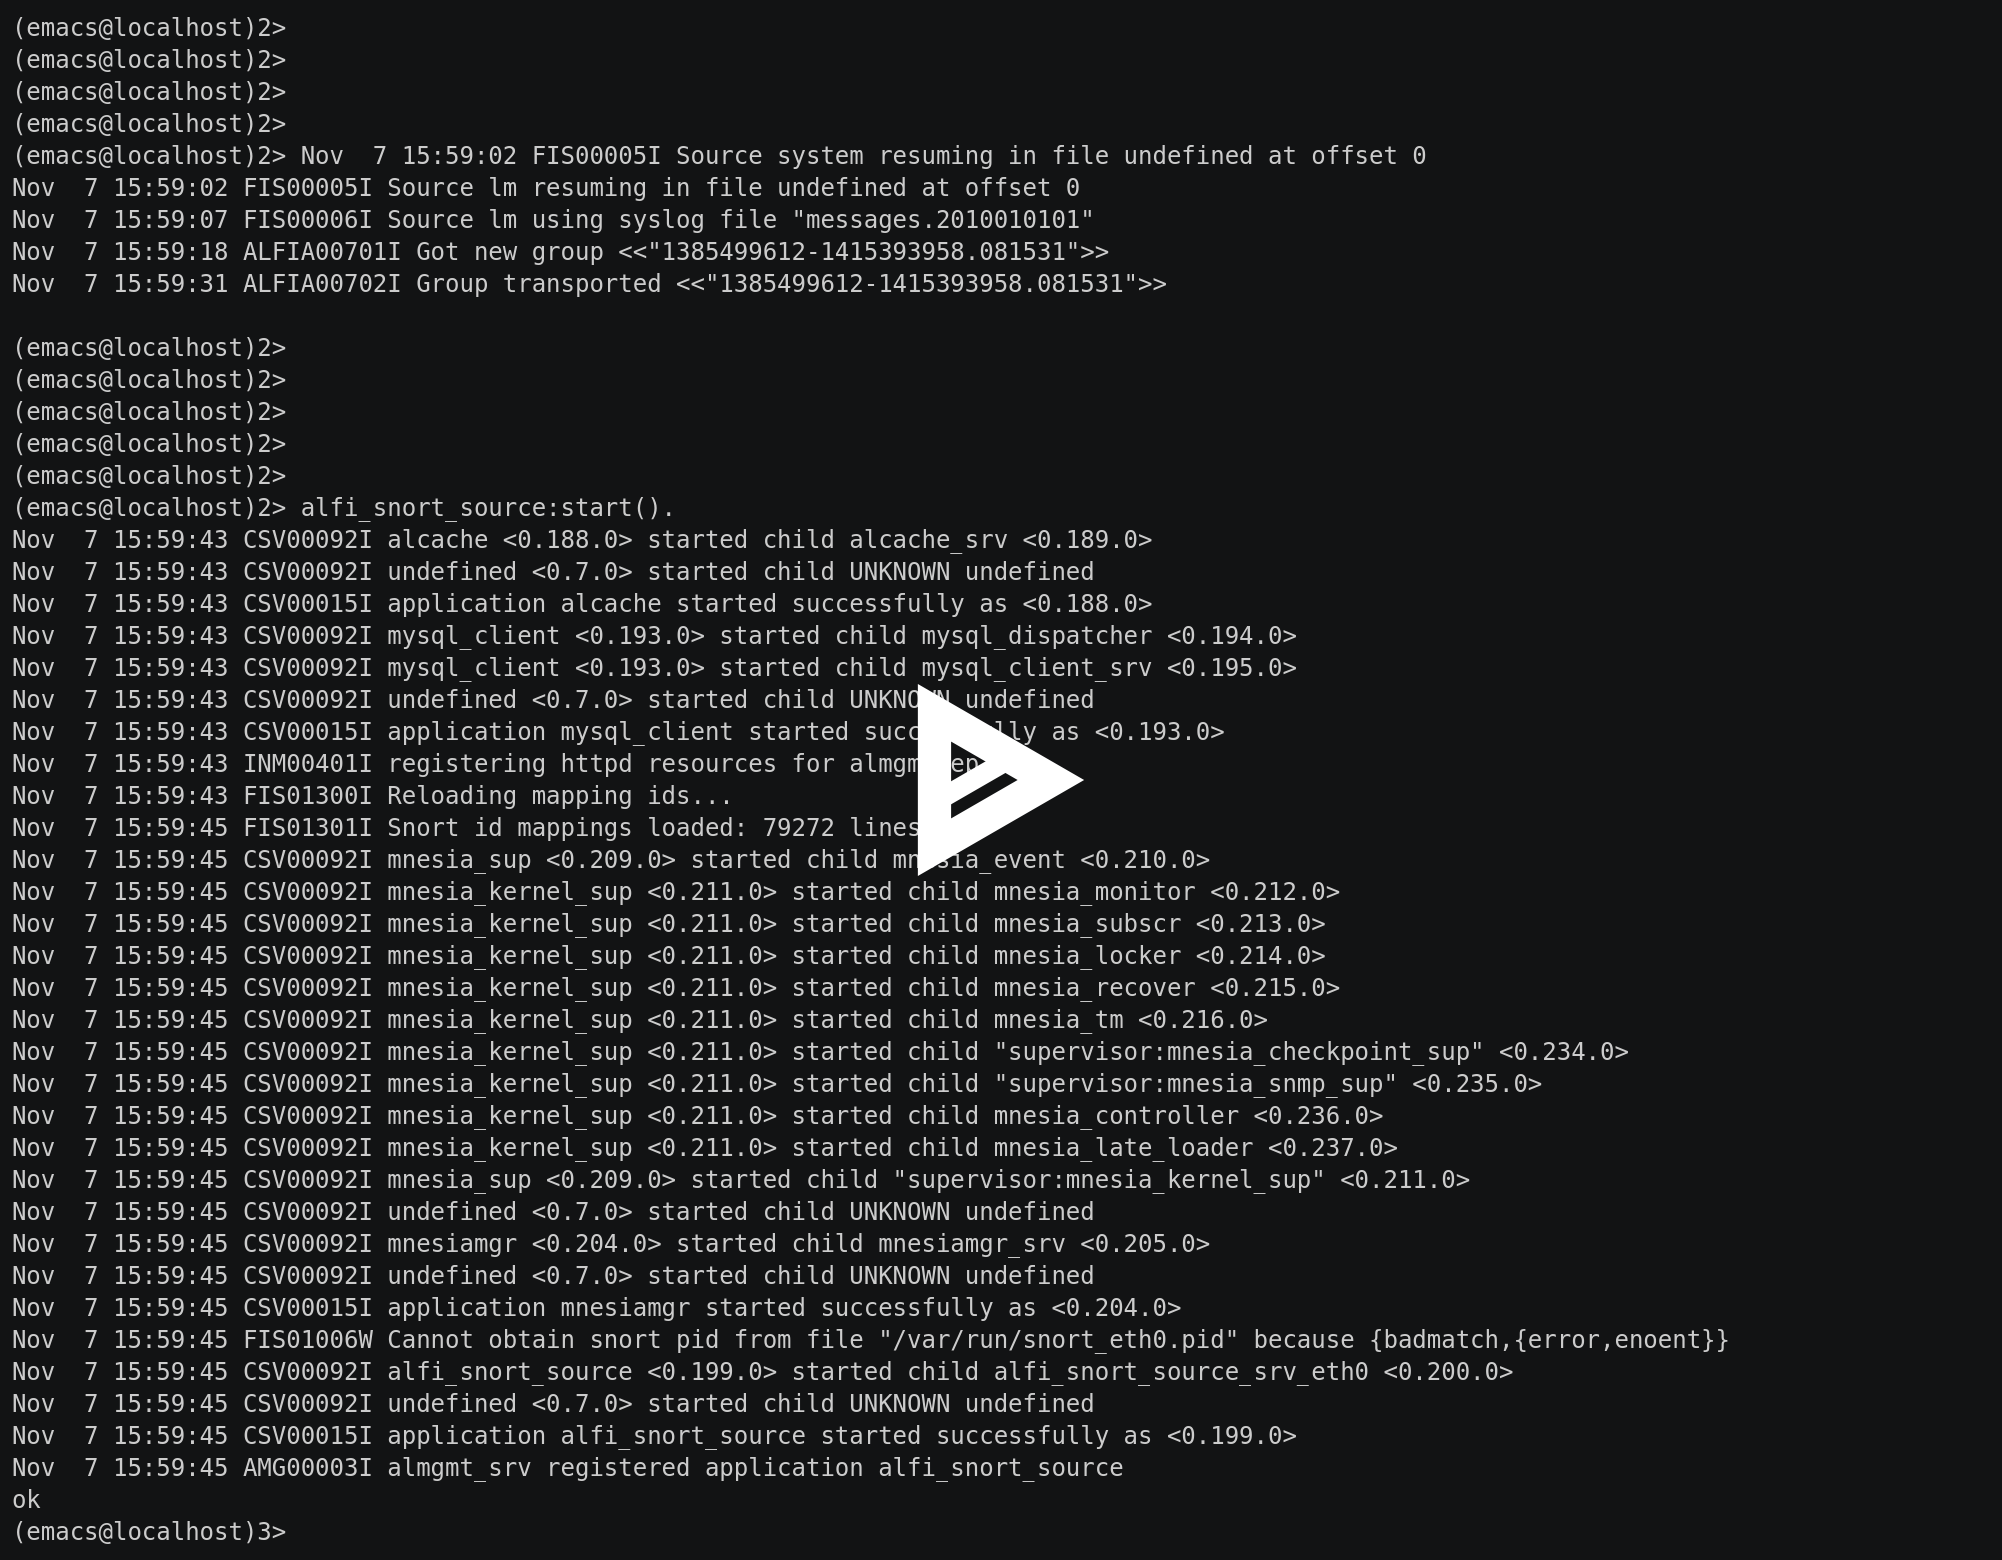 (emacs@localhost)2>
(emacs@localhost)2>
(emacs@localhost)2>
(emacs@localhost)2>
(emacs@localhost)2> Nov  7 15:59:02 FIS00005I Source system resuming in file undefined at offset 0
Nov  7 15:59:02 FIS00005I Source lm resuming in file undefined at offset 0
Nov  7 15:59:07 FIS00006I Source lm using syslog file "messages.2010010101"
Nov  7 15:59:18 ALFIA00701I Got new group <<"1385499612-1415393958.081531">>
Nov  7 15:59:31 ALFIA00702I Group transported <<"1385499612-1415393958.081531">>

(emacs@localhost)2>
(emacs@localhost)2>
(emacs@localhost)2>
(emacs@localhost)2>
(emacs@localhost)2>
(emacs@localhost)2> alfi_snort_source:start().
Nov  7 15:59:43 CSV00092I alcache <0.188.0> started child alcache_srv <0.189.0>
Nov  7 15:59:43 CSV00092I undefined <0.7.0> started child UNKNOWN undefined
Nov  7 15:59:43 CSV00015I application alcache started successfully as <0.188.0>
Nov  7 15:59:43 CSV00092I mysql_client <0.193.0> started child mysql_dispatcher <0.194.0>
Nov  7 15:59:43 CSV00092I mysql_client <0.193.0> started child mysql_client_srv <0.195.0>
Nov  7 15:59:43 CSV00092I undefined <0.7.0> started child UNKNOWN undefined
Nov  7 15:59:43 CSV00015I application mysql_client started successfully as <0.193.0>
Nov  7 15:59:43 INM00401I registering httpd resources for
Nov  7 15:59:43 FIS01300I Reloading mapping ids...
Nov  7 15:59:45 FIS01301I Snort id mappings loaded: 79272 lines
Nov  7 15:59:45 CSV00092I mnesia_sup <0.209.0> started child mnesia_event <0.210.0>
Nov  7 15:59:45 CSV00092I mnesia_kernel_sup <0.211.0> started child mnesia_monitor <0.212.0>
Nov  7 15:59:45 CSV00092I mnesia_kernel_sup <0.211.0> started child mnesia_subscr <0.213.0>
Nov  7 15:59:45 CSV00092I mnesia_kernel_sup <0.211.0> started child mnesia_locker <0.214.0>
Nov  7 15:59:45 CSV00092I mnesia_kernel_sup <0.211.0> started child mnesia_recover <0.215.0>
Nov  7 15:59:45 CSV00092I mnesia_kernel_sup <0.211.0> started child mnesia_tm <0.216.0>
Nov  7 15:59:45 CSV00092I mnesia_kernel_sup <0.211.0> started child "supervisor:mnesia_checkpoint_sup" <0.234.0>
Nov  7 15:59:45 CSV00092I mnesia_kernel_sup <0.211.0> started child "supervisor:mnesia_snmp_sup" <0.235.0>
Nov  7 15:59:45 CSV00092I mnesia_kernel_sup <0.211.0> started child mnesia_controller <0.236.0>
Nov  7 15:59:45 CSV00092I mnesia_kernel_sup <0.211.0> started child mnesia_late_loader <0.237.0>
Nov  7 15:59:45 CSV00092I mnesia_sup <0.209.0> started child "supervisor:mnesia_kernel_sup" <0.211.0>
Nov  7 15:59:45 CSV00092I undefined <0.7.0> started child UNKNOWN undefined
Nov  7 15:59:45 CSV00092I mnesiamgr <0.204.0> started child mnesiamgr_srv <0.205.0>
Nov  7 15:59:45 CSV00092I undefined <0.7.0> started child UNKNOWN undefined
Nov  7 15:59:45 CSV00015I application mnesiamgr started successfully as <0.204.0>
Nov  7 15:59:45 FIS01006W Cannot obtain snort pid from file "/var/run/snort_eth0.pid" because {badmatch,{error,enoent}}
Nov  7 15:59:45 CSV00092I alfi_snort_source <0.199.0> started child alfi_snort_source_srv_eth0 <0.200.0>
Nov  7 15:59:45 CSV00092I undefined <0.7.0> started child UNKNOWN undefined
Nov  7 15:59:45 CSV00015I application alfi_snort_source started successfully as <0.199.0>
Nov  7 15:59:45 AMG00003I almgmt_srv registered application alfi_snort_source
ok
(emacs@localhost)3>